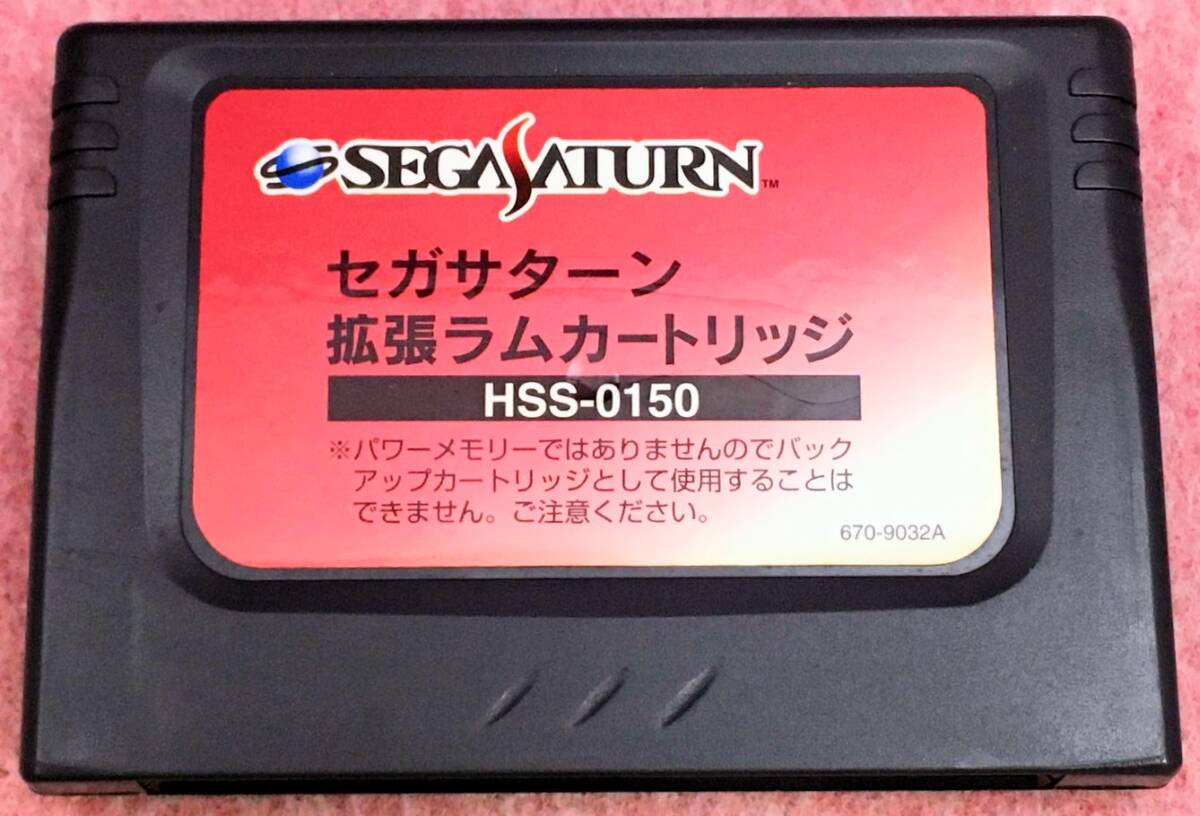 SEGA SATURN™
セガサターン
拡張ラムカートリッジ
HSS-0150
※パワーメモリーではありませんのでバック
アップカートリッジとして使用することは
できません。ご注意ください。
670-9032A